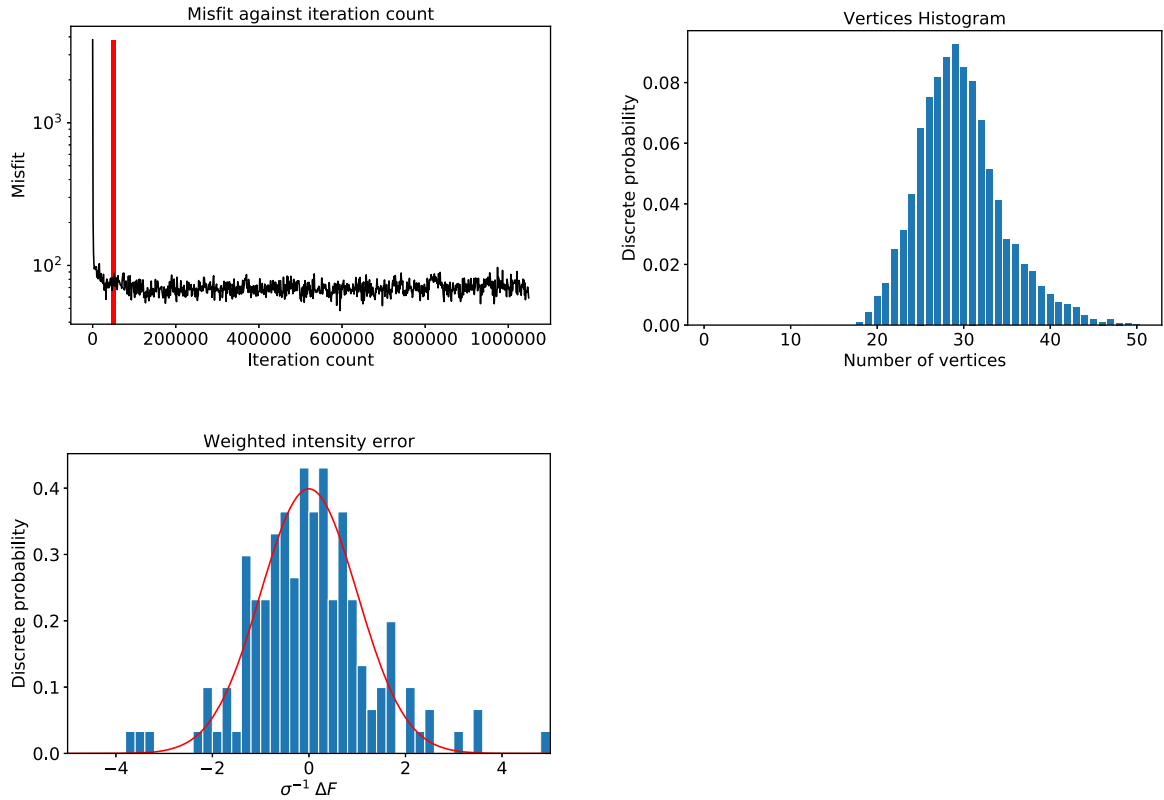 Misfit against iteration count
Misfit
10³
10²
0 200000 400000 600000 800000 1000000
Iteration count
Vertices Histogram
Discrete probability
0.08
0.06
0.04
0.02
0.00
0 10 20 30 40 50
Number of vertices
Weighted intensity error
Discrete probability
0.4
0.3
0.2
0.1
0.0
−4 −2 0 2 4
σ⁻¹ ΔF